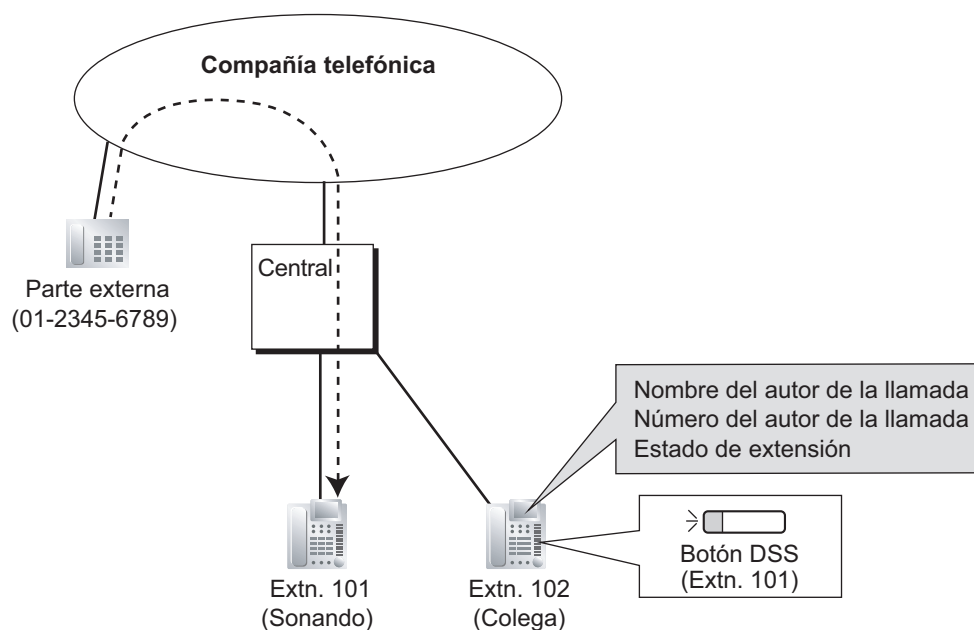 Compañía telefónica
Parte externa
(01-2345-6789)
Central
Nombre del autor de la llamada
Número del autor de la llamada
Estado de extensión
Botón DSS
(Extn. 101)
Extn. 101
(Sonando)
Extn. 102
(Colega)